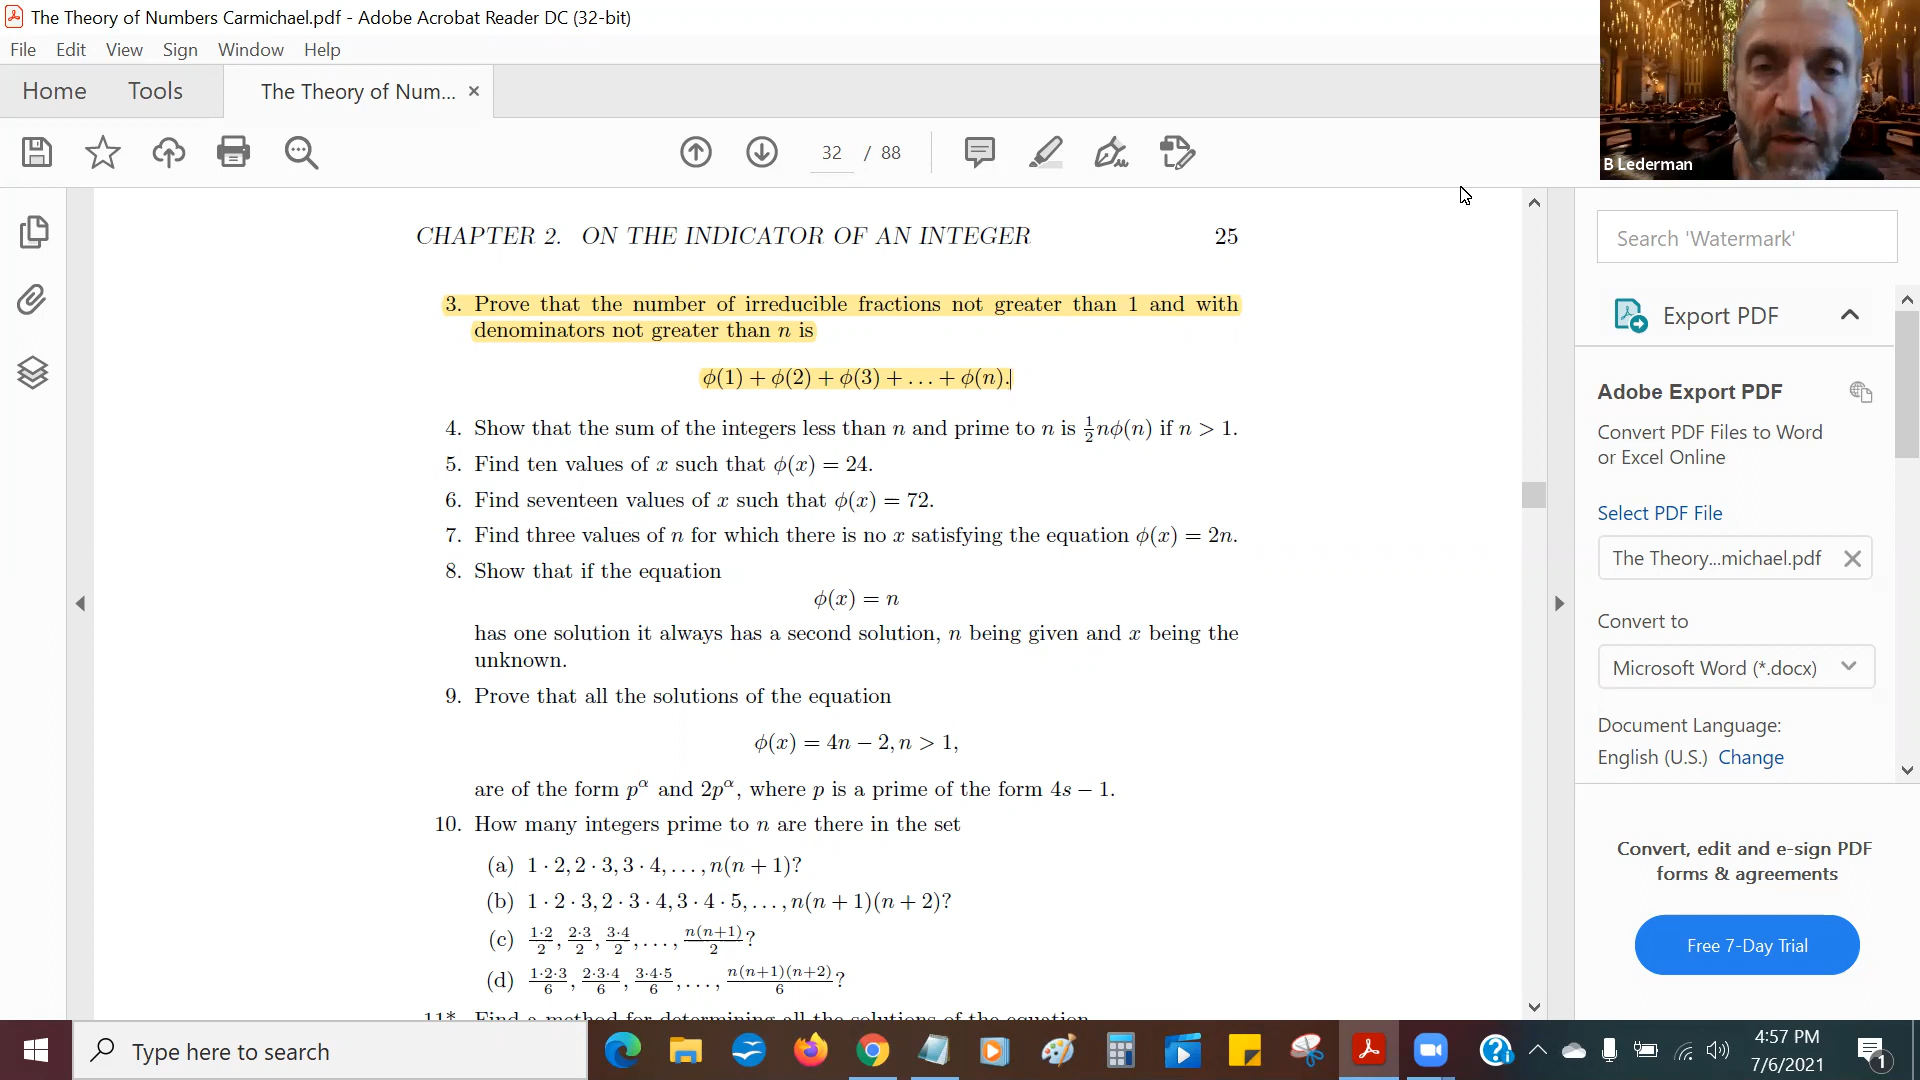 The Theory of Numbers Carmichael.pdf - Adobe Acrobat Reader DC (32-bit)
File Edit View Sign Window Help
Home Tools The Theory of Num... ×
32 / 88
B Lederman
CHAPTER 2. ON THE INDICATOR OF AN INTEGER 25
3. Prove that the number of irreducible fractions not greater than 1 and with
denominators not greater than n is
ϕ(1) + ϕ(2) + ϕ(3) + . . . + ϕ(n).
4. Show that the sum of the integers less than n and prime to n is ½nϕ(n) if n > 1.
5. Find ten values of x such that ϕ(x) = 24.
6. Find seventeen values of x such that ϕ(x) = 72.
7. Find three values of n for which there is no x satisfying the equation ϕ(x) = 2n.
8. Show that if the equation
ϕ(x) = n
has one solution it always has a second solution, n being given and x being the
unknown.
9. Prove that all the solutions of the equation
ϕ(x) = 4n − 2, n > 1,
are of the form p^α and 2p^α, where p is a prime of the form 4s − 1.
10. How many integers prime to n are there in the set
(a) 1 · 2, 2 · 3, 3 · 4, . . . , n(n + 1)?
(b) 1 · 2 · 3, 2 · 3 · 4, 3 · 4 · 5, . . . , n(n + 1)(n + 2)?
(c) 1·2/2, 2·3/2, 3·4/2, . . . , n(n+1)/2?
(d) 1·2·3/6, 2·3·4/6, 3·4·5/6, . . . , n(n+1)(n+2)/6?
11* Find a method for determining all the solutions of the equation
Search 'Watermark'
Export PDF
Adobe Export PDF
Convert PDF Files to Word
or Excel Online
Select PDF File
The Theory...michael.pdf
Convert to
Microsoft Word (*.docx)
Document Language:
English (U.S.) Change
Convert, edit and e-sign PDF
forms & agreements
Free 7-Day Trial
Type here to search
4:57 PM
7/6/2021
1